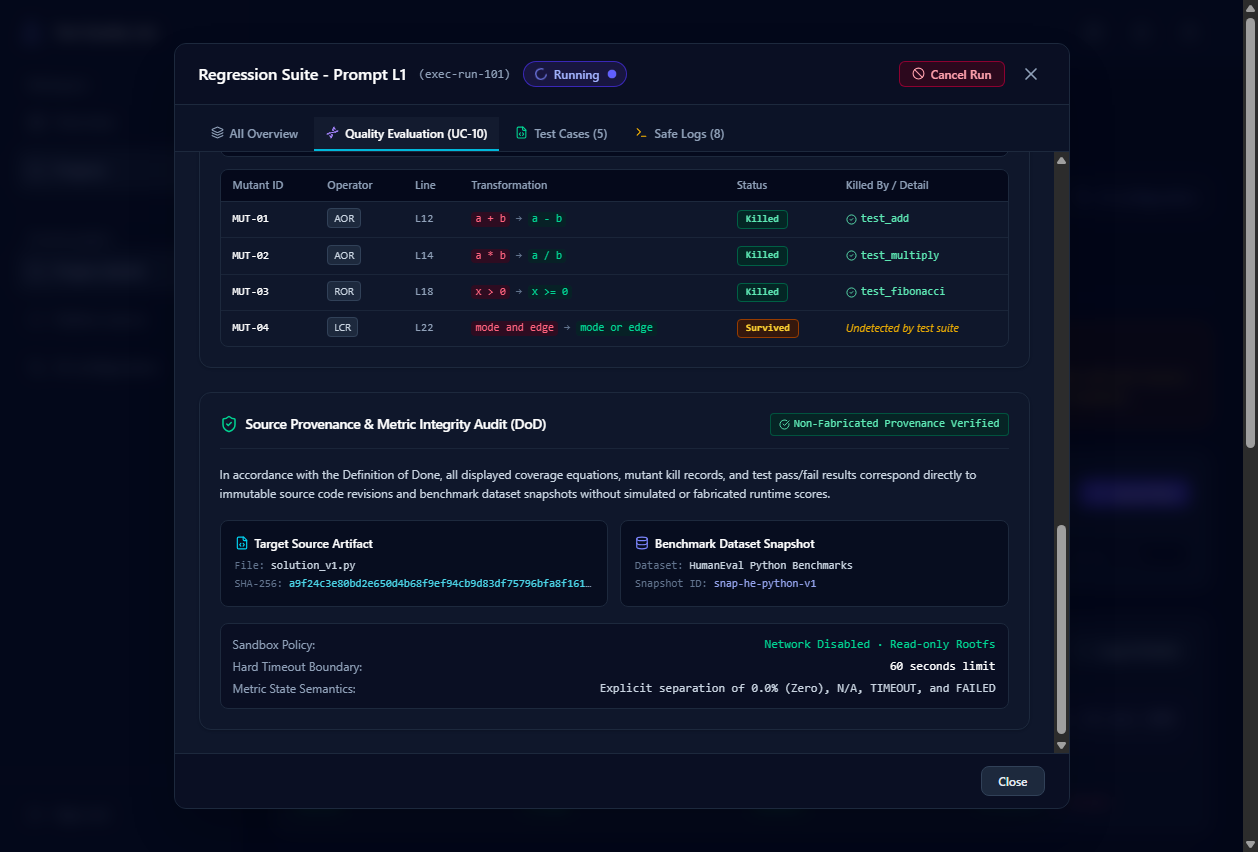 Regression Suite - Prompt L1 (exec-run-101) Running Cancel Run
All Overview Quality Evaluation (UC-10) Test Cases (5) Safe Logs (8)
Mutant ID Operator Line Transformation Status Killed By / Detail
MUT-01 AOR L12 a + b → a - b Killed test_add
MUT-02 AOR L14 a * b → a / b Killed test_multiply
MUT-03 ROR L18 x > 0 → x >= 0 Killed test_fibonacci
MUT-04 LCR L22 mode and edge → mode or edge Survived Undetected by test suite
Source Provenance & Metric Integrity Audit (DoD) Non-Fabricated Provenance Verified
In accordance with the Definition of Done, all displayed coverage equations, mutant kill records, and test pass/fail results correspond directly to
immutable source code revisions and benchmark dataset snapshots without simulated or fabricated runtime scores.
Target Source Artifact
File: solution_v1.py
SHA-256: a9f24c3e80bd2e650d4b68f9ef94cb9d83df75796bfa8f161…
Benchmark Dataset Snapshot
Dataset: HumanEval Python Benchmarks
Snapshot ID: snap-he-python-v1
Sandbox Policy: Network Disabled · Read-only Rootfs
Hard Timeout Boundary: 60 seconds limit
Metric State Semantics: Explicit separation of 0.0% (Zero), N/A, TIMEOUT, and FAILED
Close